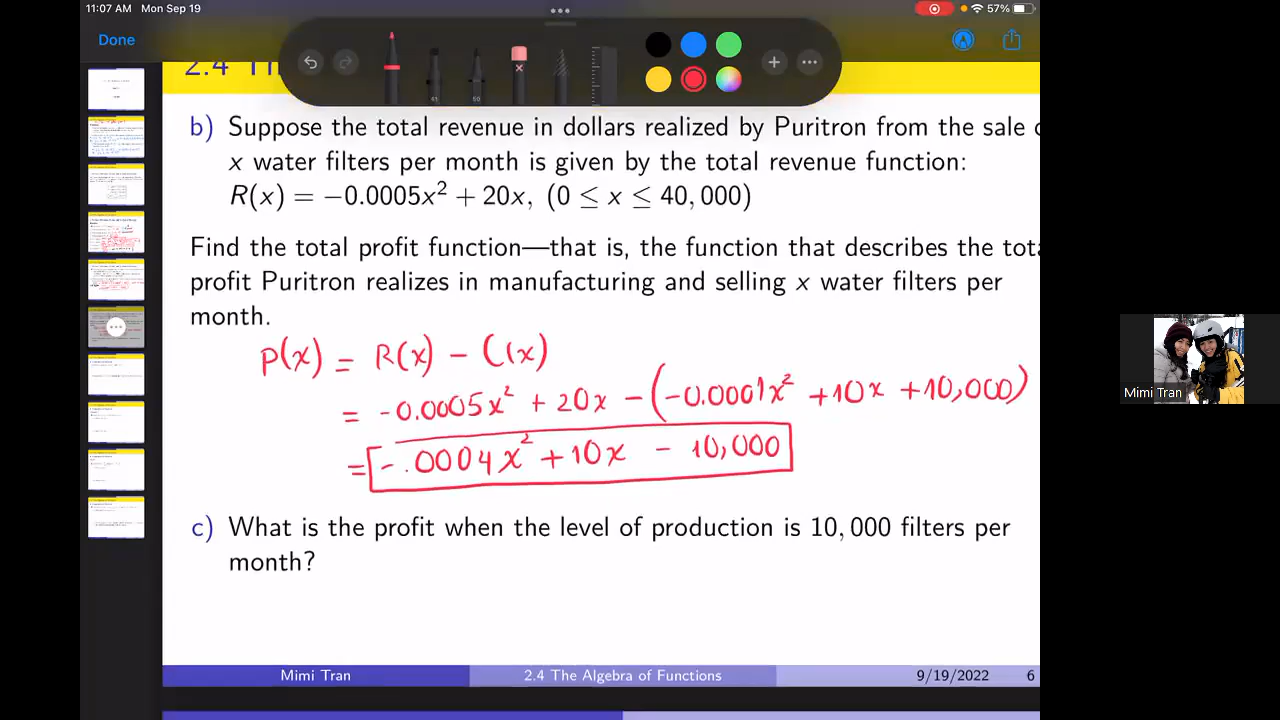 11:07 AM Mon Sep 19
57%
Done
b) Suppose the total revenue in dollars realized by Puritron from the sale o
x water filters per month is given by the total revenue function:
R(x) = −0.0005x² + 20x, (0 ≤ x ≤ 40,000)
Find the total profit function—that is, the function that describes the tota
profit Puritron realizes in manufacturing and selling x water filters per
month.
P(x) = R(x) − C(x)
= -0.0005x² + 20x − (-0.0001x² + 10x + 10,000)
= -.0004x² + 10x − 10,000
c) What is the profit when the level of production is 10,000 filters per
month?
Mimi Tran
2.4 The Algebra of Functions
9/19/2022 6
Mimi Tran